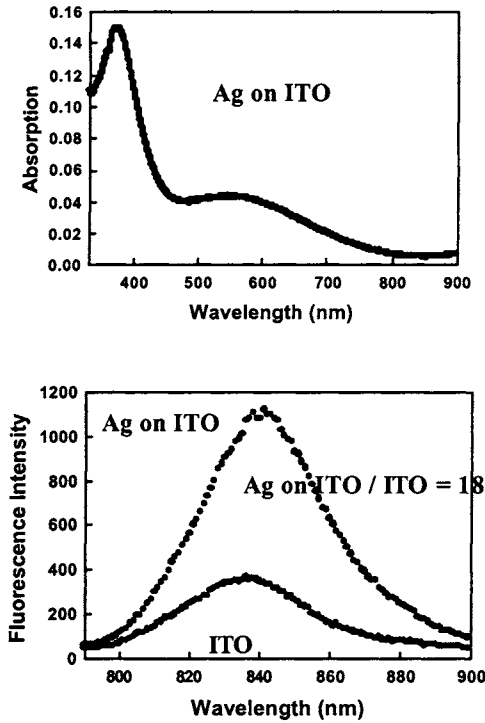 0.16
0.14
0.12
0.10
0.08
0.06
0.04
0.02
0.00
Absorption
Ag on ITO
400 500 600 700 800 900
Wavelength (nm)
1200
1000
800
600
400
200
0
Fluorescence Intensity
Ag on ITO
Ag on ITO / ITO = 18
ITO
800 820 840 860 880 900
Wavelength (nm)